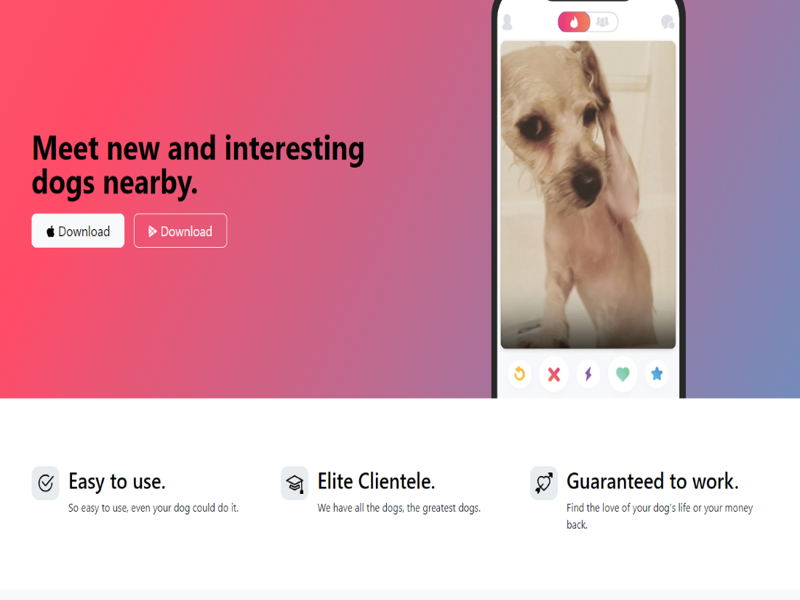 Meet new and interesting
dogs nearby.
Download
Download
Easy to use.
So easy to use, even your dog could do it.
Elite Clientele.
We have all the dogs, the greatest dogs.
Guaranteed to work.
Find the love of your dog's life or your money
back.